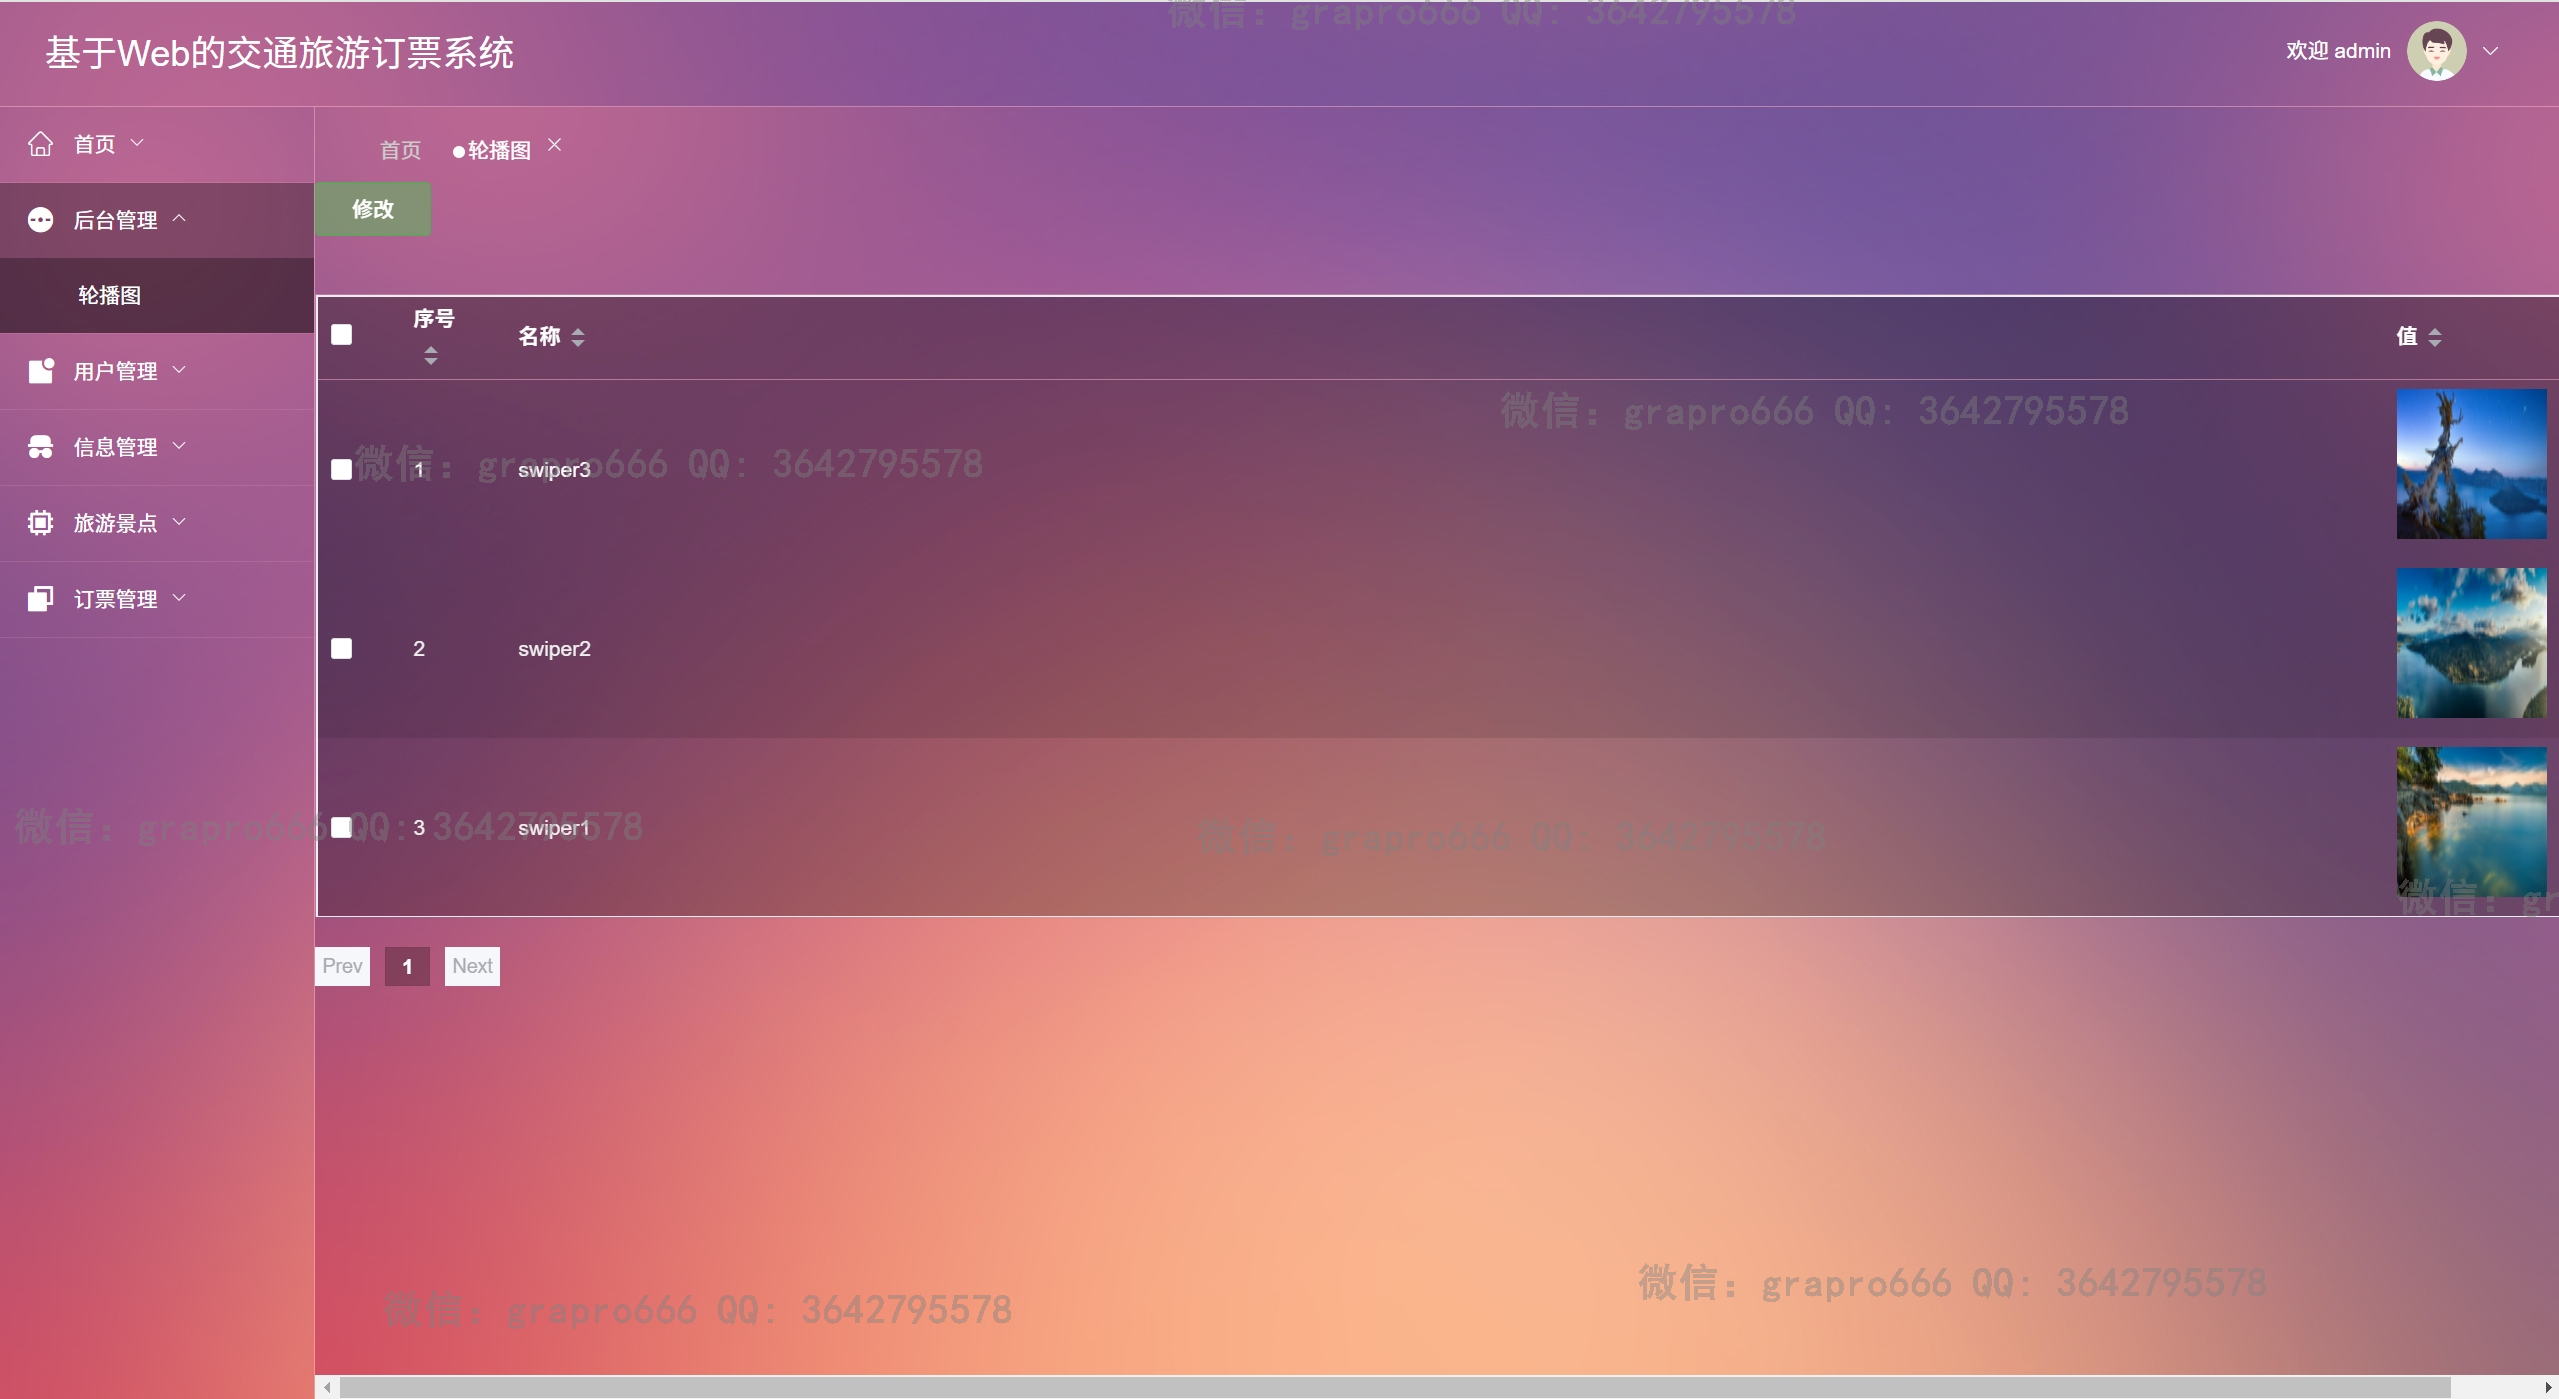 微信: grapro666 QQ: 3642795578
基于Web的交通旅游订票系统
欢迎 admin
首页
首页
轮播图
后台管理
修改
轮播图
序号
名称
值
用户管理
微信: grapro666 QQ: 3642795578
信息管理
微信: grapro666 QQ: 3642795578
1
swiper3
旅游景点
订票管理
2
swiper2
微信: grapro666 QQ: 3642795578
3
swiper1
微信: grapro666 QQ: 3642795578
微信: gr
Prev
1
Next
微信: grapro666 QQ: 3642795578
微信: grapro666 QQ: 3642795578